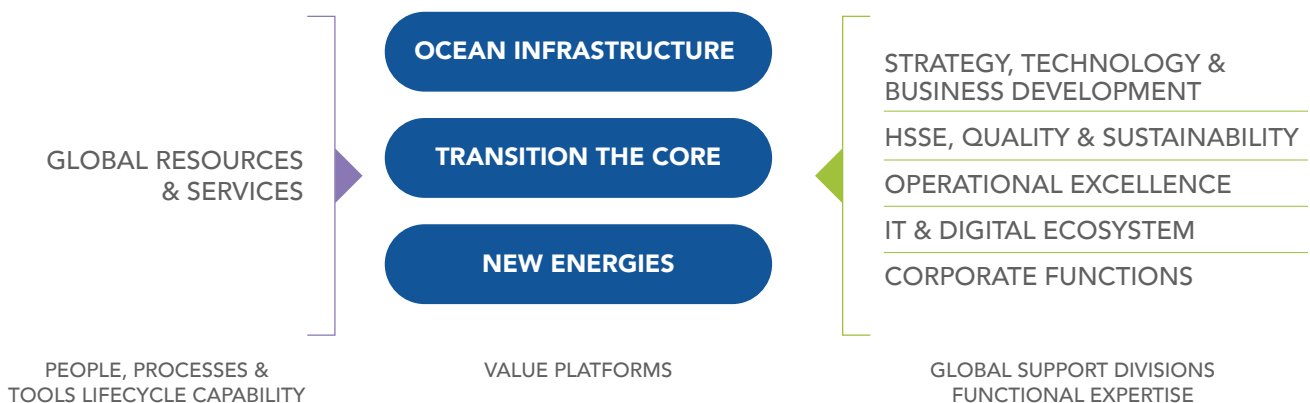 GLOBAL RESOURCES
& SERVICES
PEOPLE, PROCESSES &
TOOLS LIFECYCLE CAPABILITY
OCEAN INFRASTRUCTURE
TRANSITION THE CORE
NEW ENERGIES
VALUE PLATFORMS
STRATEGY, TECHNOLOGY &
BUSINESS DEVELOPMENT
HSSE, QUALITY & SUSTAINABILITY
OPERATIONAL EXCELLENCE
IT & DIGITAL ECOSYSTEM
CORPORATE FUNCTIONS
GLOBAL SUPPORT DIVISIONS
FUNCTIONAL EXPERTISE